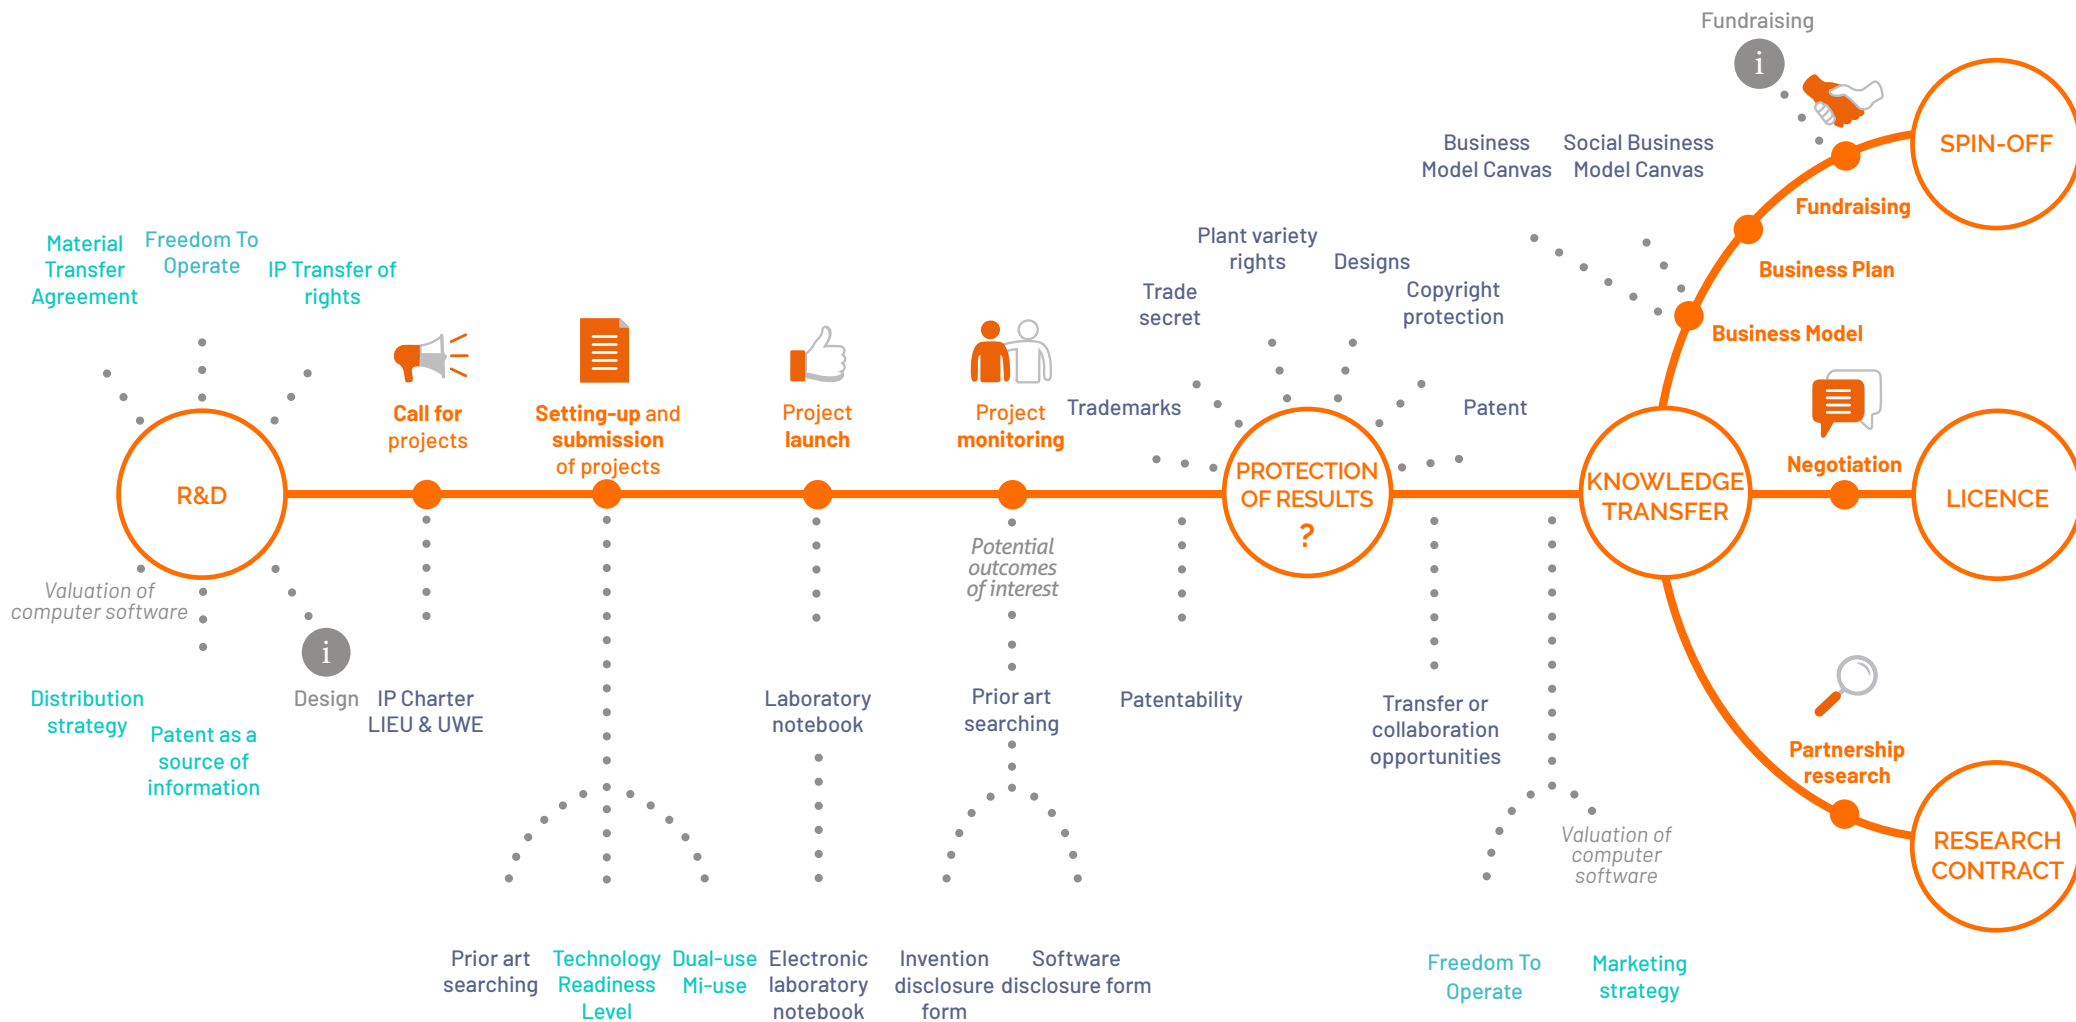 Fundraising
i
SPIN-OFF
Business
Model Canvas
Social Business
Model Canvas
Fundraising
Business Plan
Business Model
Material
Transfer
Agreement
Freedom To
Operate
IP Transfer of
rights
Plant variety
rights
Designs
Trade
secret
Copyright
protection
Trademarks
Patent
Call for
projects
Setting-up and
submission
of projects
Project
launch
Project
monitoring
Negotiation
R&D
PROTECTION
OF RESULTS
?
KNOWLEDGE
TRANSFER
LICENCE
Potential
outcomes
of interest
Valuation of
computer software
i
Design
Distribution
strategy
Patent as a
source of
information
IP Charter
LIEU & UWE
Laboratory
notebook
Prior art
searching
Patentability
Transfer or
collaboration
opportunities
Partnership
research
Valuation of
computer
software
RESEARCH
CONTRACT
Prior art
searching
Technology
Readiness
Level
Dual-use
Mi-use
Electronic
laboratory
notebook
Invention
disclosure
form
Software
disclosure form
Freedom To
Operate
Marketing
strategy